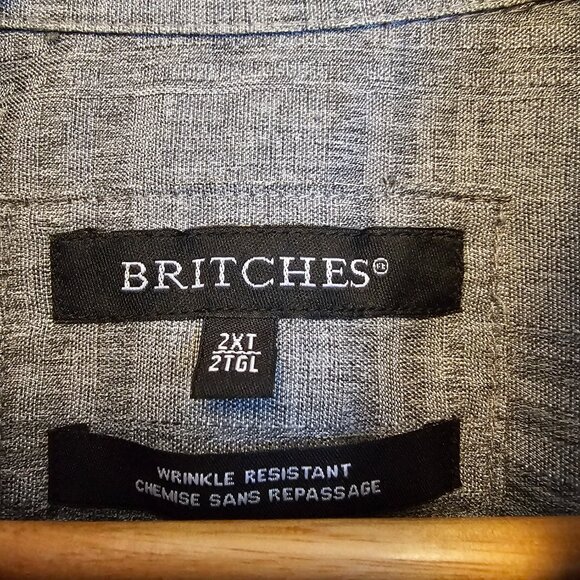 BRITCHES®
2XT
2TGL
WRINKLE RESISTANT
CHEMISE SANS REPASSAGE